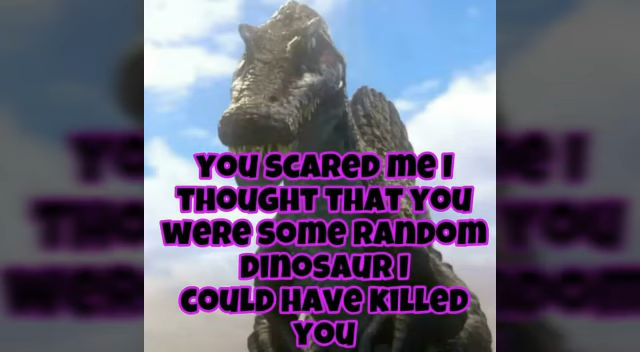 YOU SCARED ME I
THOUGHT THAT YOU
WERE SOME RANDOM
DINOSAUR I
COULD HAVE KILLED
YOU